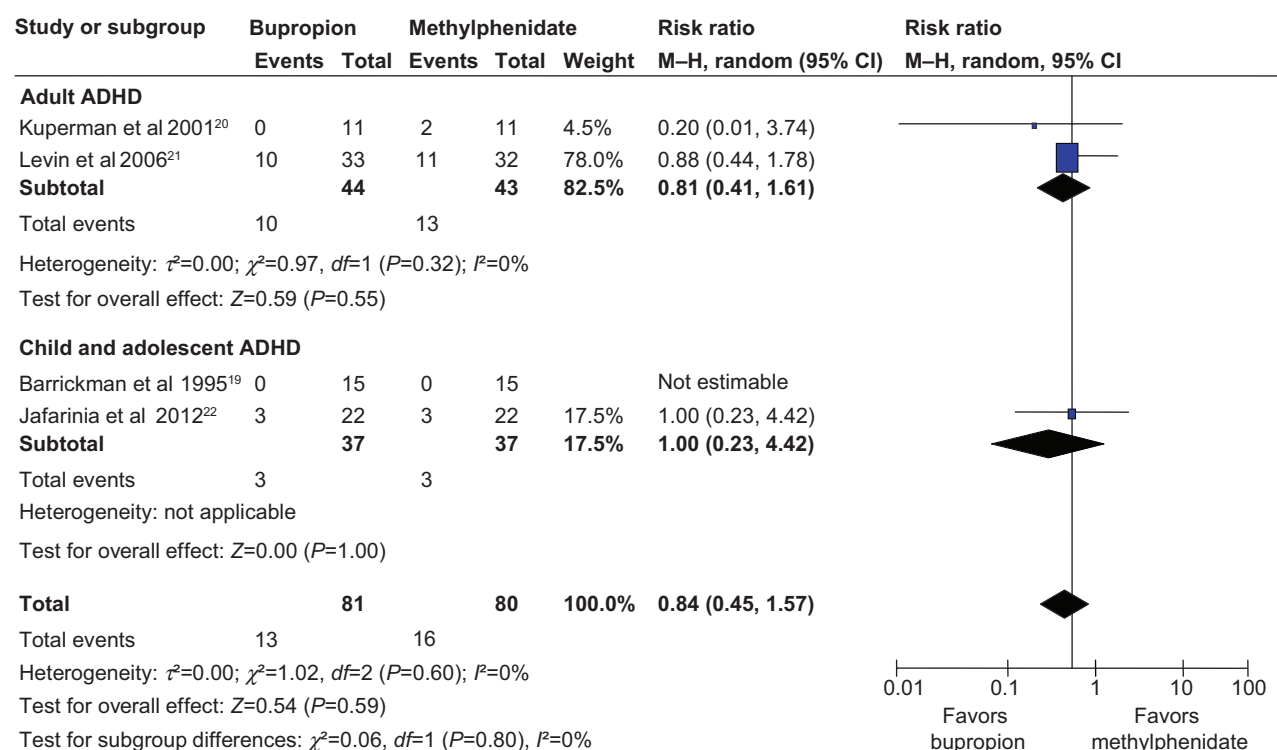 Study or subgroup Bupropion Methylphenidate Risk ratio Risk ratio
Events Total Events Total Weight M–H, random (95% CI) M–H, random, 95% CI
Adult ADHD
Kuperman et al 2001²⁰ 0 11 2 11 4.5% 0.20 (0.01, 3.74)
Levin et al 2006²¹ 10 33 11 32 78.0% 0.88 (0.44, 1.78)
Subtotal 44 43 82.5% 0.81 (0.41, 1.61)
Total events 10 13
Heterogeneity: τ²=0.00; χ²=0.97, df=1 (P=0.32); I²=0%
Test for overall effect: Z=0.59 (P=0.55)
Child and adolescent ADHD
Barrickman et al 1995¹⁹ 0 15 0 15 Not estimable
Jafarinia et al 2012²² 3 22 3 22 17.5% 1.00 (0.23, 4.42)
Subtotal 37 37 17.5% 1.00 (0.23, 4.42)
Total events 3 3
Heterogeneity: not applicable
Test for overall effect: Z=0.00 (P=1.00)
Total 81 80 100.0% 0.84 (0.45, 1.57)
Total events 13 16
Heterogeneity: τ²=0.00; χ²=1.02, df=2 (P=0.60); I²=0%
Test for overall effect: Z=0.54 (P=0.59)
Test for subgroup differences: χ²=0.06, df=1 (P=0.80), I²=0%
0.01 0.1 1 10 100
Favors Favors
bupropion methylphenidate